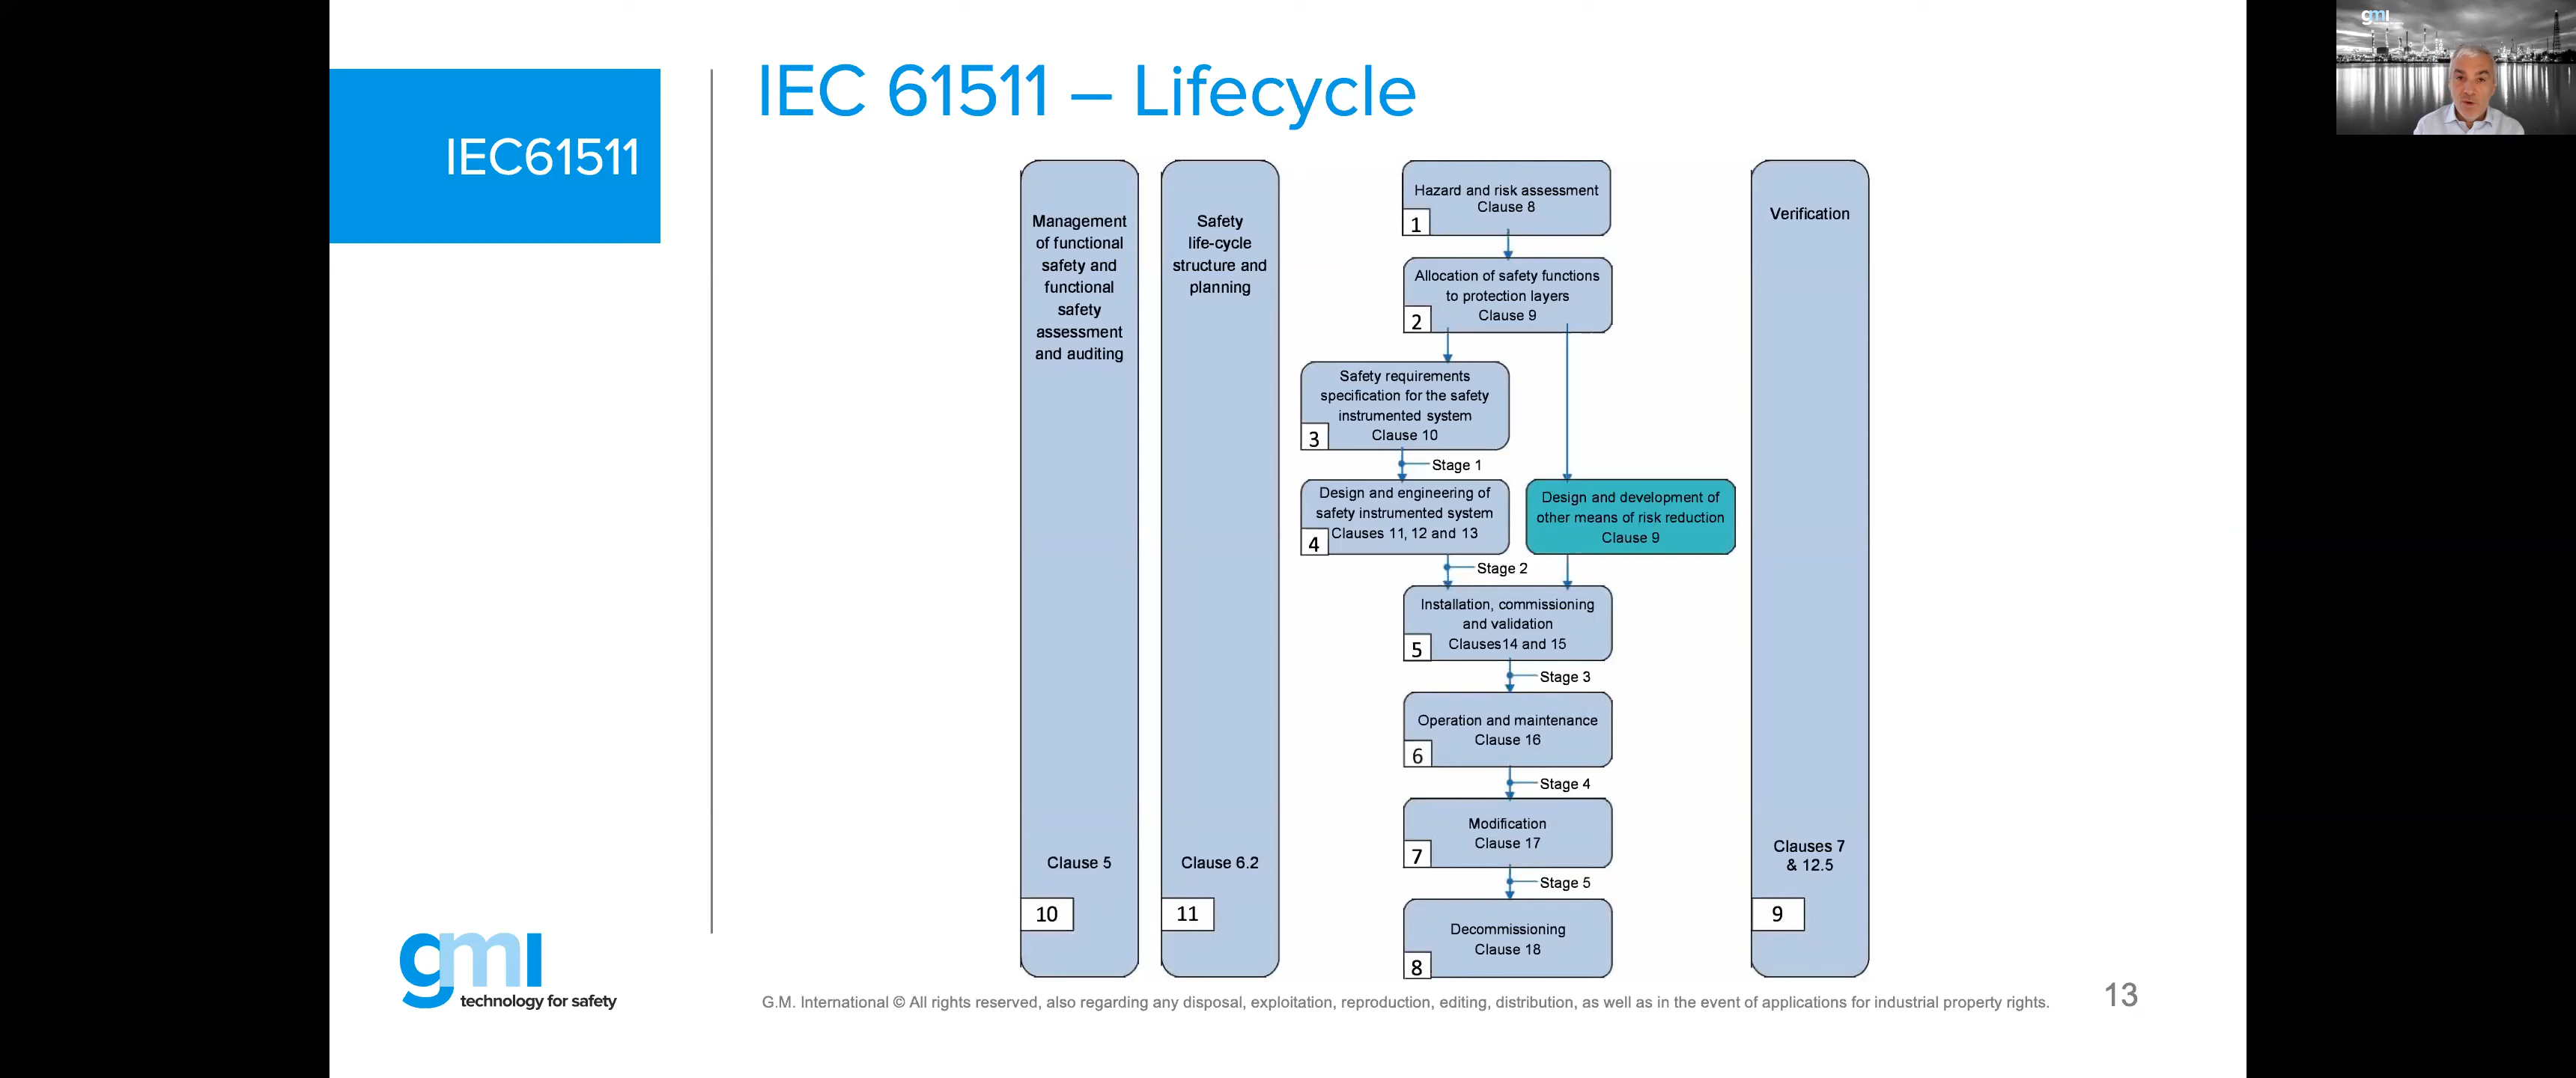 IEC61511
IEC 61511 – Lifecycle
Management
of functional
safety and
functional
safety
assessment
and auditing
Clause 5
10
Safety
life-cycle
structure and
planning
Clause 6.2
11
Hazard and risk assessment
Clause 8
1
Allocation of safety functions
to protection layers
Clause 9
2
Safety requirements
specification for the safety
instrumented system
Clause 10
3
Stage 1
Design and engineering of
safety instrumented system
Clauses 11, 12 and 13
4
Design and development of
other means of risk reduction
Clause 9
Stage 2
Installation, commissioning
and validation
Clauses14 and 15
5
Stage 3
Operation and maintenance
Clause 16
6
Stage 4
Modification
Clause 17
7
Stage 5
Decommissioning
Clause 18
8
Verification
Clauses 7
& 12.5
9
gmi
technology for safety
G.M. International © All rights reserved, also regarding any disposal, exploitation, reproduction, editing, distribution, as well as in the event of applications for industrial property rights.
13
gmi